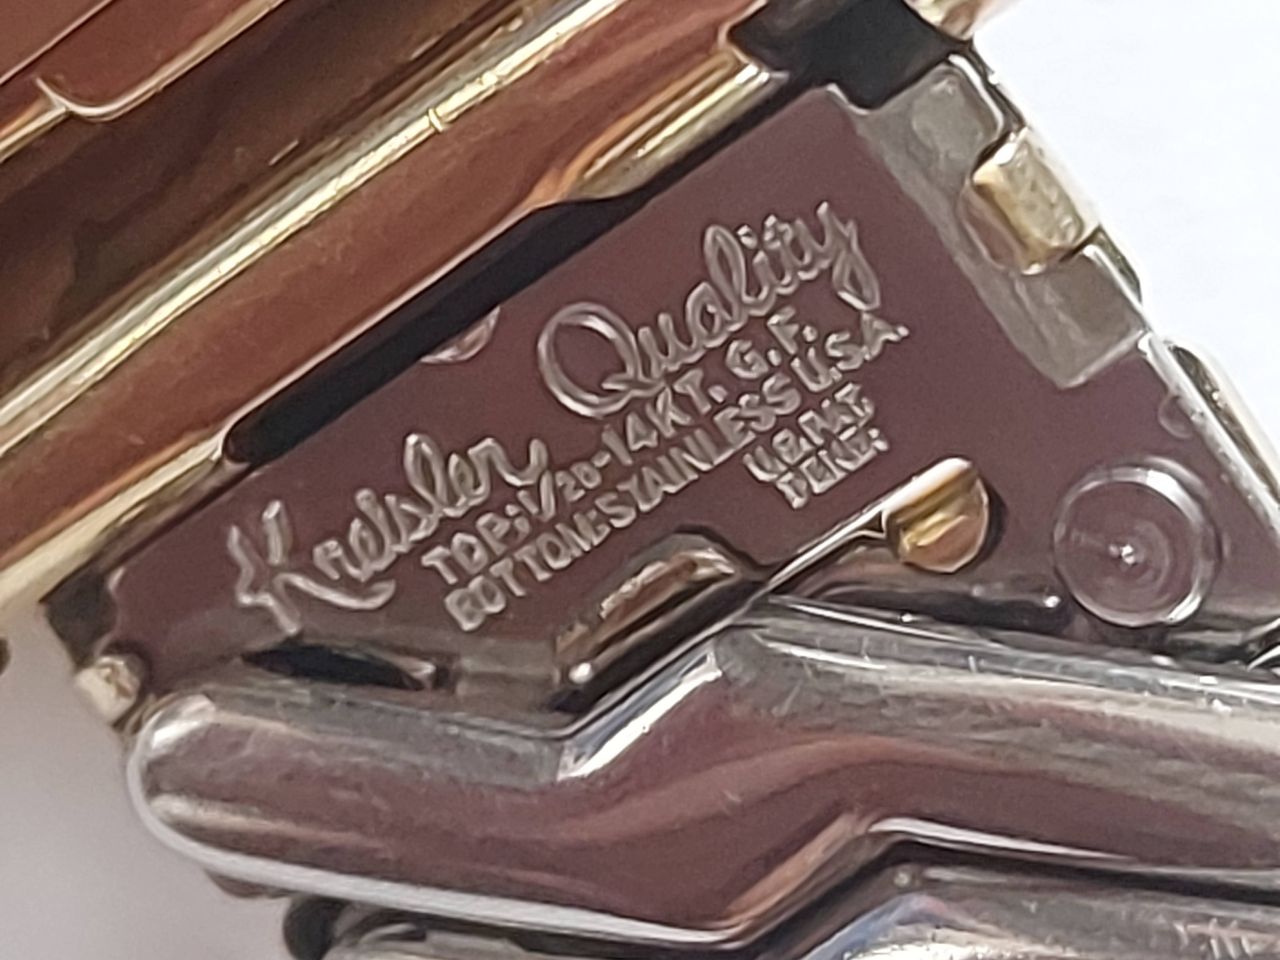 Kreisler Quality
TOP: 1/20-14KT. G. F.
BOTTOM: STAINLESS U.S.A.
U.S. PAT.
PEND.